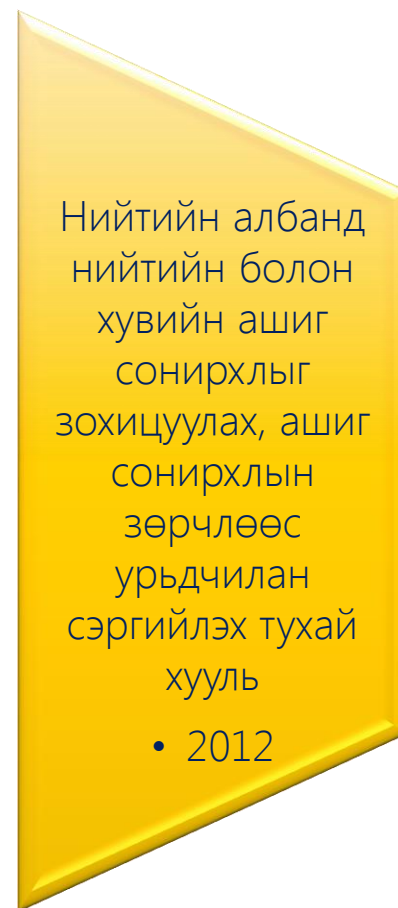 Нийтийн албанд
нийтийн болон
хувийн ашиг
сонирхлыг
зохицуулах, ашиг
сонирхлын
зөрчлөөс
урьдчилан
сэргийлэх тухай
хууль
• 2012